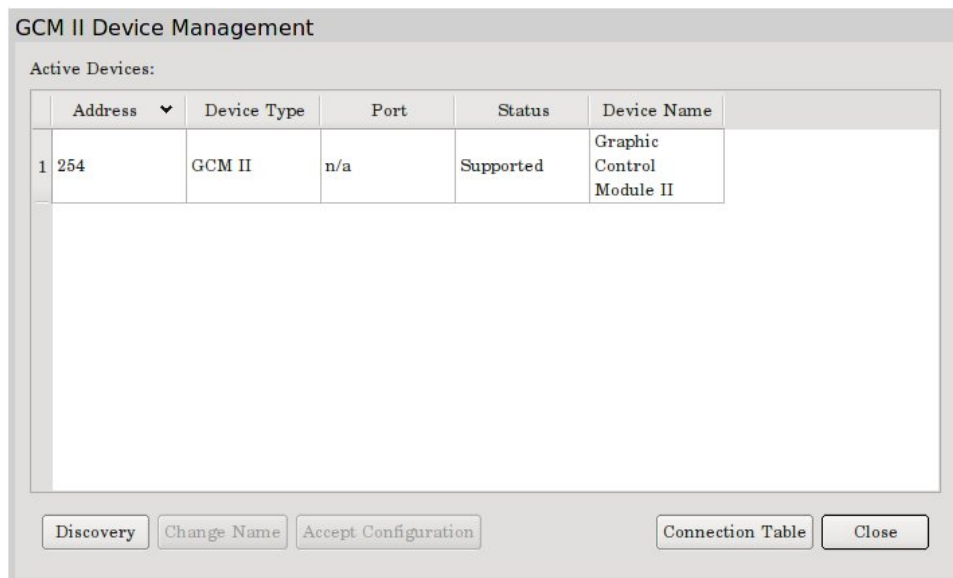 GCM II Device Management
Active Devices:
Address Device Type Port Status Device Name
1 254 GCM II n/a Supported Graphic
Control
Module II
Discovery Change Name Accept Configuration Connection Table Close